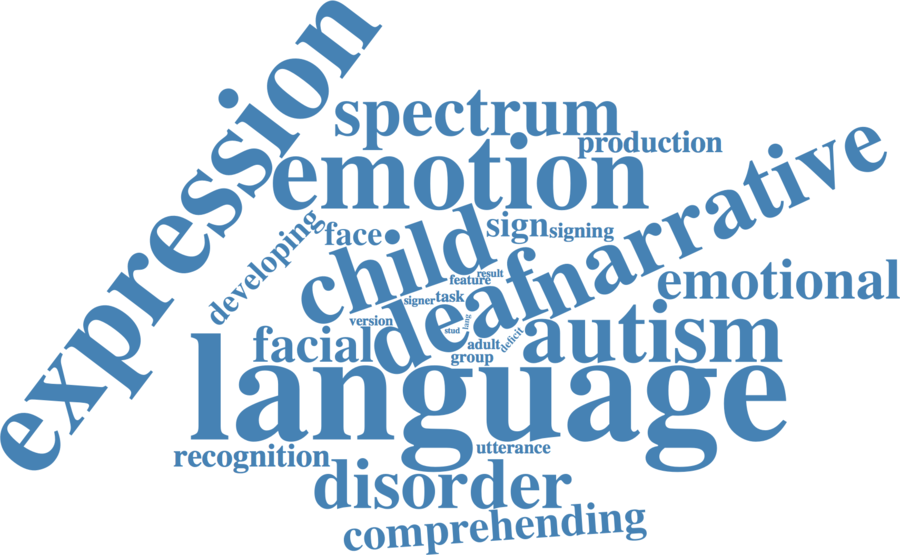 expression
spectrum
production
emotion
narrative
developing
face
child
sign
signing
deaf
emotional
result
feature
signer
task
version
stud
lang
facial
adult
deficit
autism
group
language
recognition
utterance
disorder
comprehending